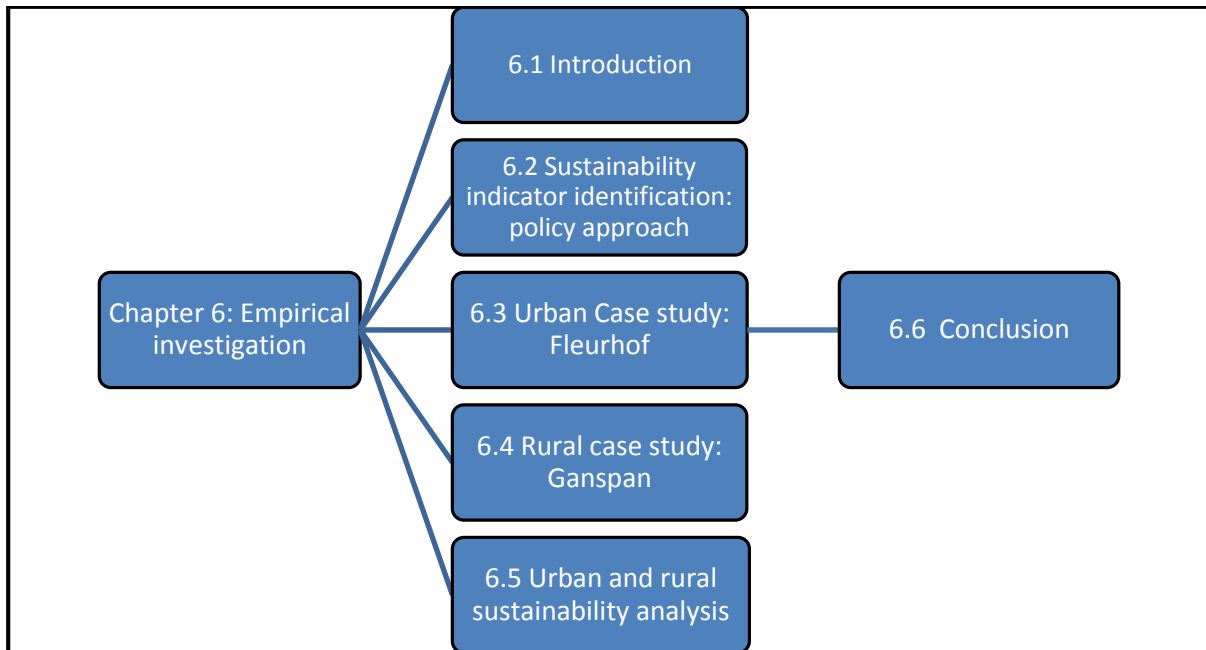 6.1 Introduction
6.2 Sustainability
indicator identification:
policy approach
Chapter 6: Empirical
investigation
6.3 Urban Case study:
Fleurhof
6.6 Conclusion
6.4 Rural case study:
Ganspan
6.5 Urban and rural
sustainability analysis